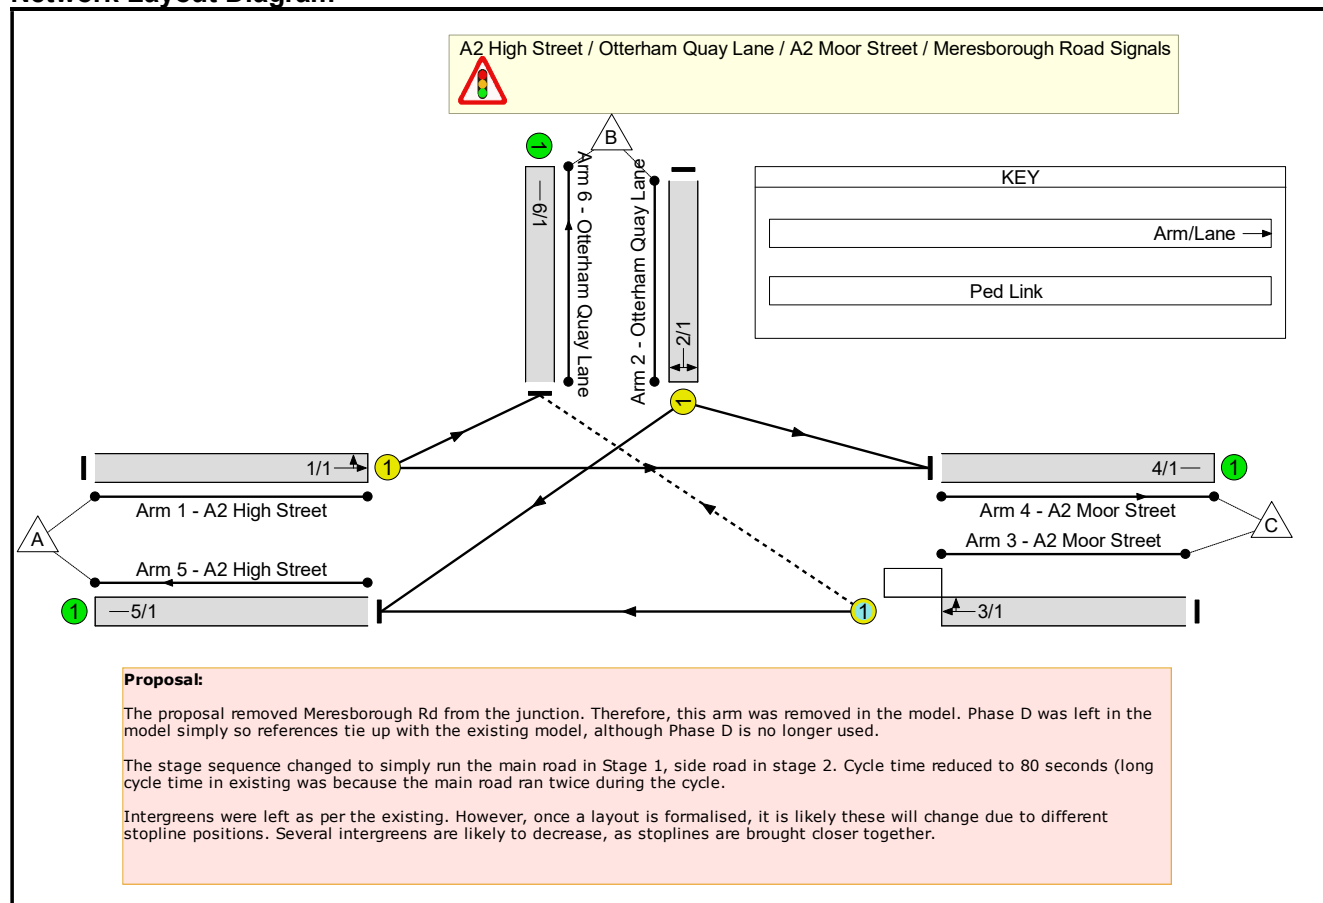 Network Layout Diagram
A2 High Street / Otterham Quay Lane / A2 Moor Street / Meresborough Road Signals
B
1
Arm 6 - Otterham Quay Lane
6/1
Arm 2 - Otterham Quay Lane
2/1
1
KEY
Arm/Lane
Ped Link
1/1
1
4/1
1
Arm 1 - A2 High Street
Arm 4 - A2 Moor Street
A
C
Arm 3 - A2 Moor Street
Arm 5 - A2 High Street
1
5/1
1
3/1
Proposal:
The proposal removed Meresborough Rd from the junction. Therefore, this arm was removed in the model. Phase D was left in the
model simply so references tie up with the existing model, although Phase D is no longer used.
The stage sequence changed to simply run the main road in Stage 1, side road in stage 2. Cycle time reduced to 80 seconds (long
cycle time in existing was because the main road ran twice during the cycle.
Intergreens were left as per the existing. However, once a layout is formalised, it is likely these will change due to different
stopline positions. Several intergreens are likely to decrease, as stoplines are brought closer together.